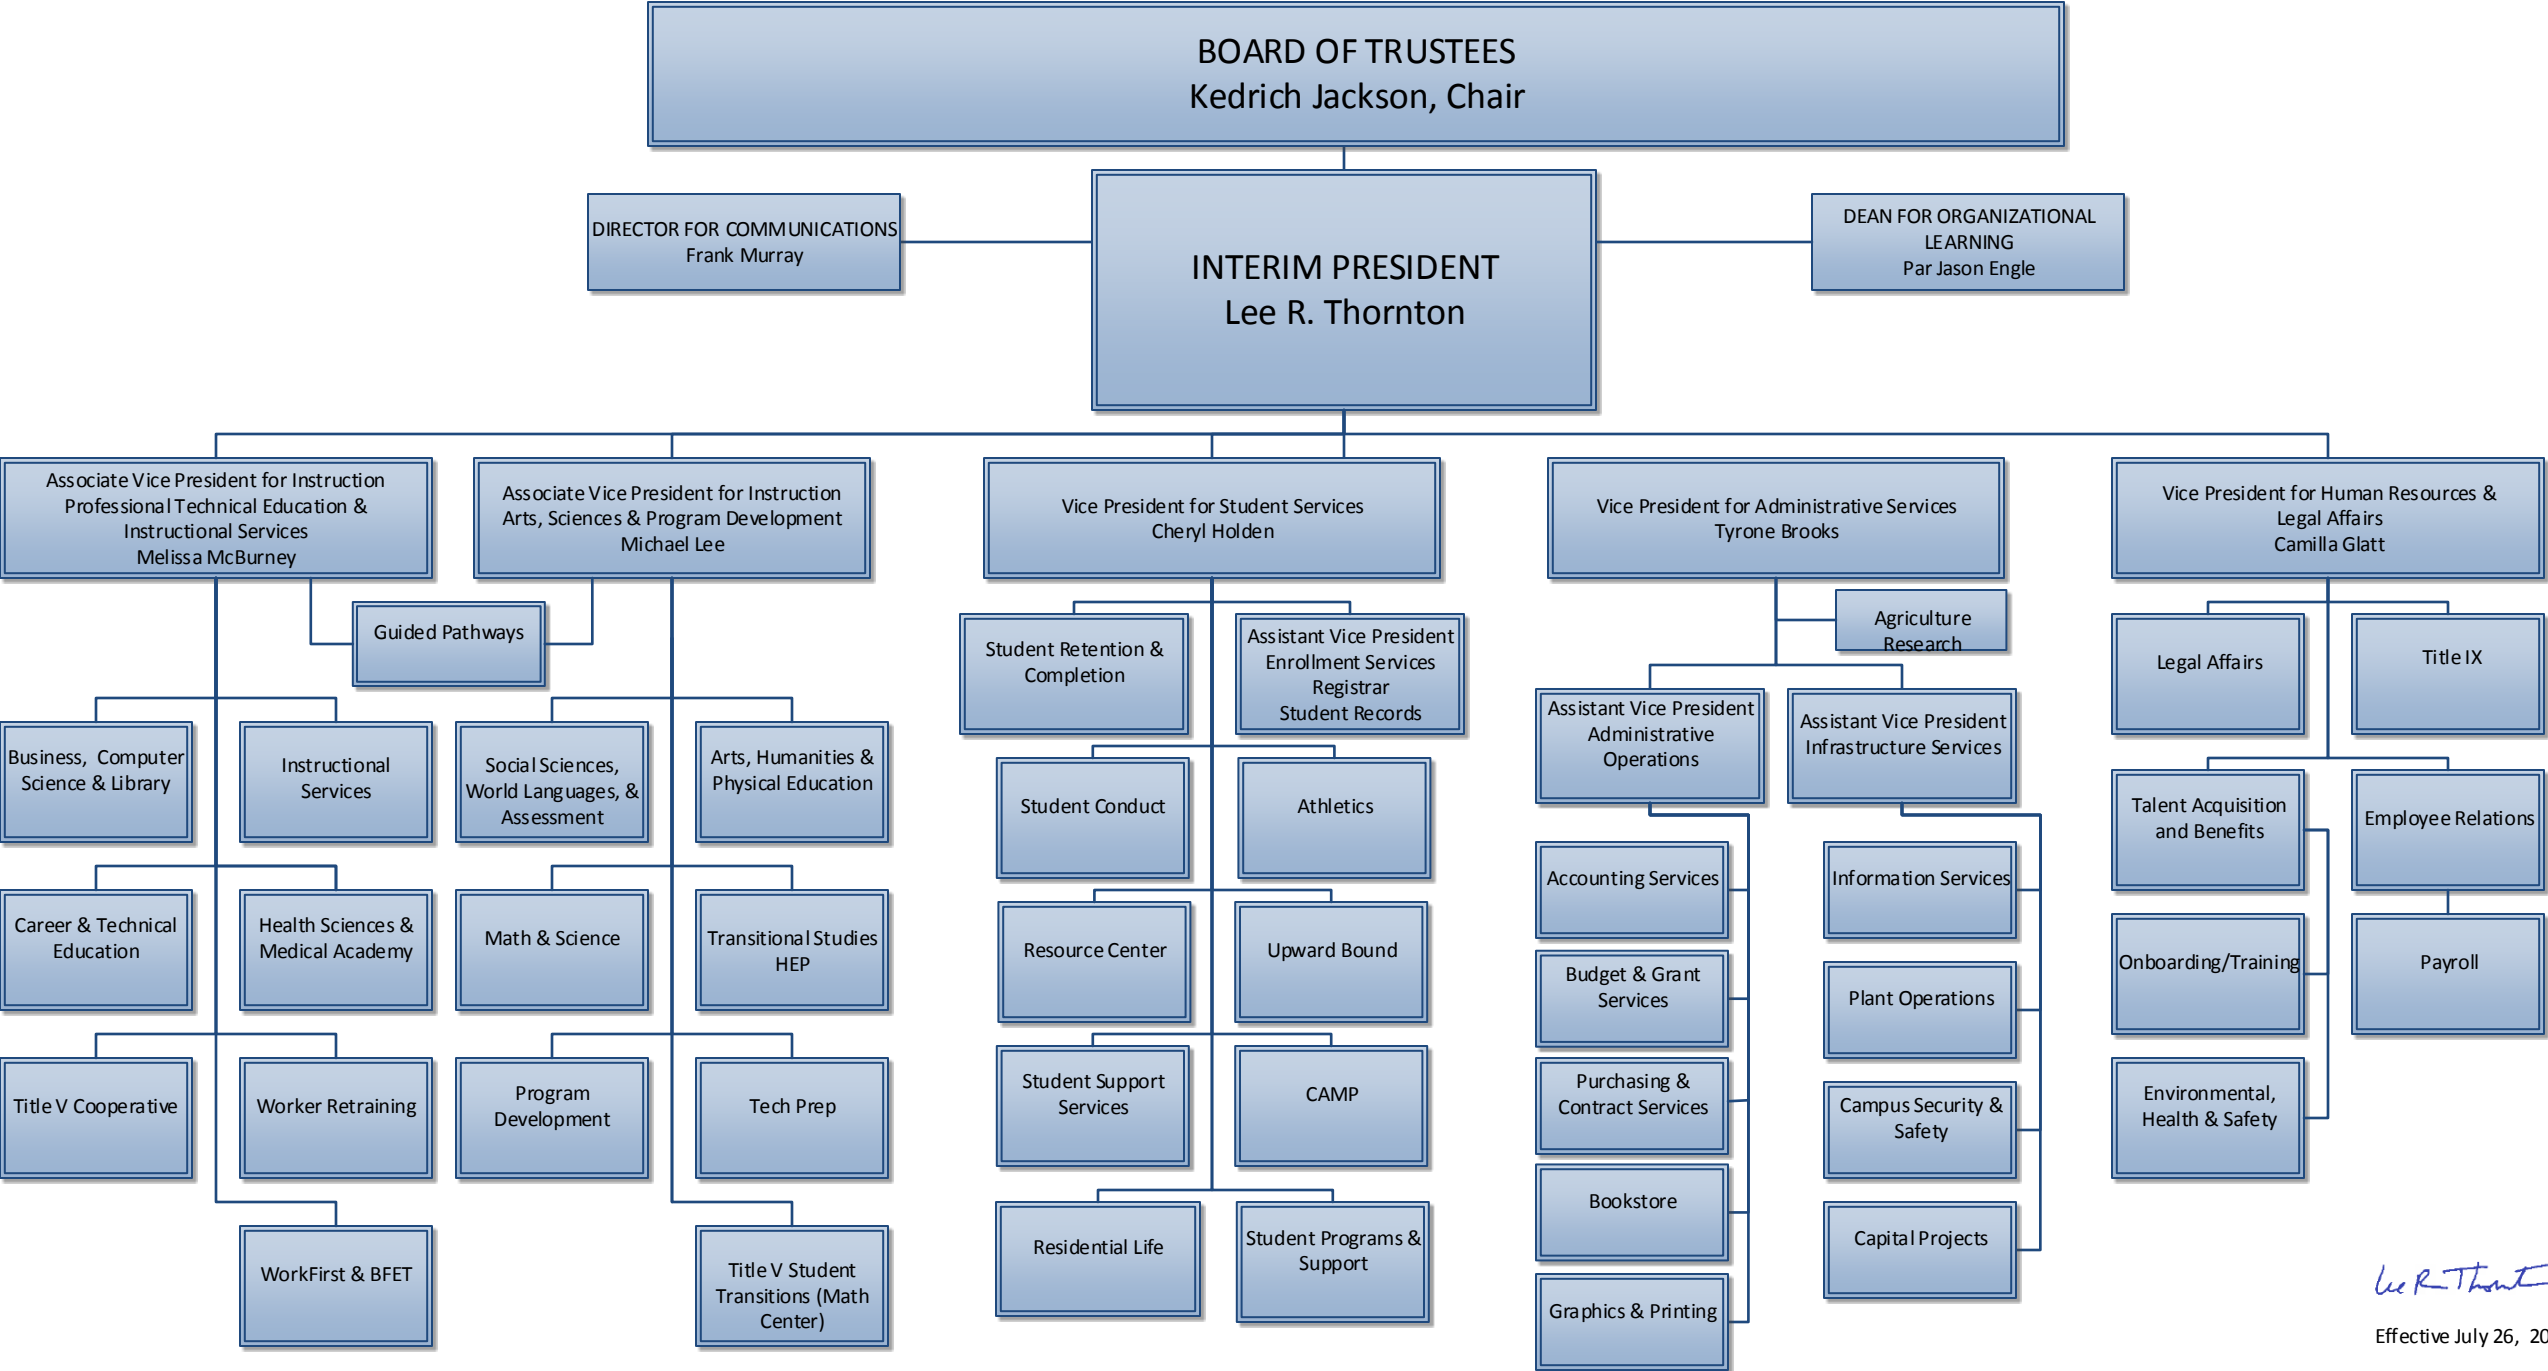 BOARD OF TRUSTEES
Kedrich Jackson, Chair
DIRECTOR FOR COMMUNICATIONS
Frank Murray
INTERIM PRESIDENT
Lee R. Thornton
DEAN FOR ORGANIZATIONAL
LEARNING
Par Jason Engle
Associate Vice President for Instruction
Professional Technical Education &
Instructional Services
Melissa McBurney
Associate Vice President for Instruction
Arts, Sciences & Program Development
Michael Lee
Vice President for Student Services
Cheryl Holden
Vice President for Administrative Services
Tyrone Brooks
Vice President for Human Resources &
Legal Affairs
Camilla Glatt
Guided Pathways
Business, Computer
Science & Library
Instructional
Services
Career & Technical
Education
Health Sciences &
Medical Academy
Title V Cooperative
Worker Retraining
WorkFirst & BFET
Social Sciences,
World Languages, &
Assessment
Arts, Humanities &
Physical Education
Math & Science
Transitional Studies
HEP
Program
Development
Tech Prep
Title V Student
Transitions (Math
Center)
Student Retention &
Completion
Assistant Vice President
Enrollment Services
Registrar
Student Records
Student Conduct
Athletics
Resource Center
Upward Bound
Student Support
Services
CAMP
Residential Life
Student Programs &
Support
Agriculture
Research
Assistant Vice President
Administrative
Operations
Assistant Vice President
Infrastructure Services
Accounting Services
Budget & Grant
Services
Purchasing &
Contract Services
Bookstore
Graphics & Printing
Information Services
Plant Operations
Campus Security &
Safety
Capital Projects
Legal Affairs
Title IX
Talent Acquisition
and Benefits
Employee Relations
Onboarding/Training
Payroll
Environmental,
Health & Safety
Lee R Thornt
Effective July 26, 20